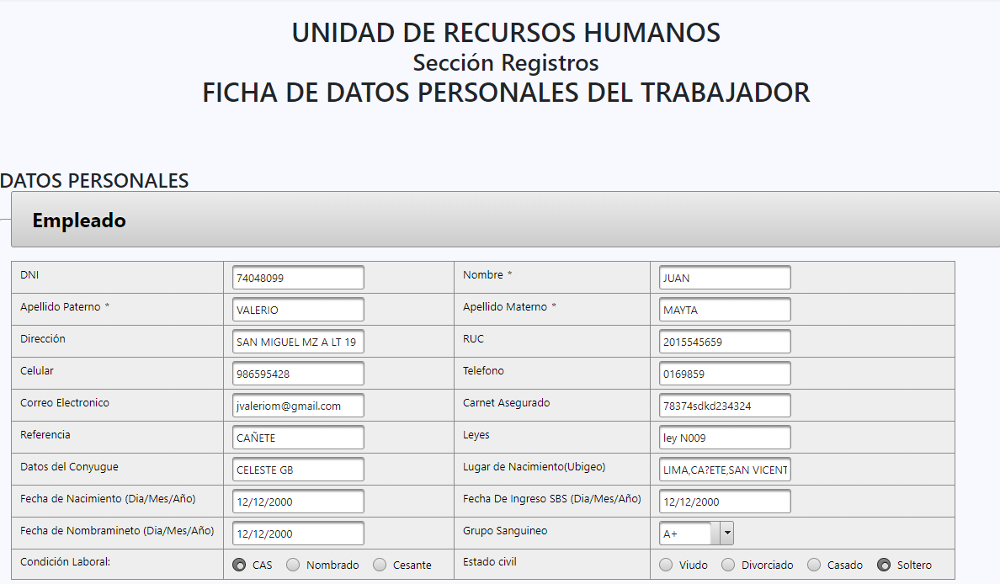 UNIDAD DE RECURSOS HUMANOS
Sección Registros
FICHA DE DATOS PERSONALES DEL TRABAJADOR
DATOS PERSONALES
Empleado
DNI 74048099 Nombre * JUAN
Apellido Paterno * VALERIO Apellido Materno * MAYTA
Dirección SAN MIGUEL MZ A LT 19 RUC 2015545659
Celular 986595428 Telefono 0169859
Correo Electronico jvaleriom@gmail.com Carnet Asegurado 78374sdkd234324
Referencia CAÑETE Leyes ley N009
Datos del Conyugue CELESTE GB Lugar de Nacimiento(Ubigeo) LIMA,CA?ETE,SAN VICENT
Fecha de Nacimiento (Dia/Mes/Año) 12/12/2000 Fecha De Ingreso SBS (Dia/Mes/Año) 12/12/2000
Fecha de Nombramineto (Dia/Mes/Año) 12/12/2000 Grupo Sanguineo A+
Condición Laboral: CAS Nombrado Cesante Estado civil Viudo Divorciado Casado Soltero